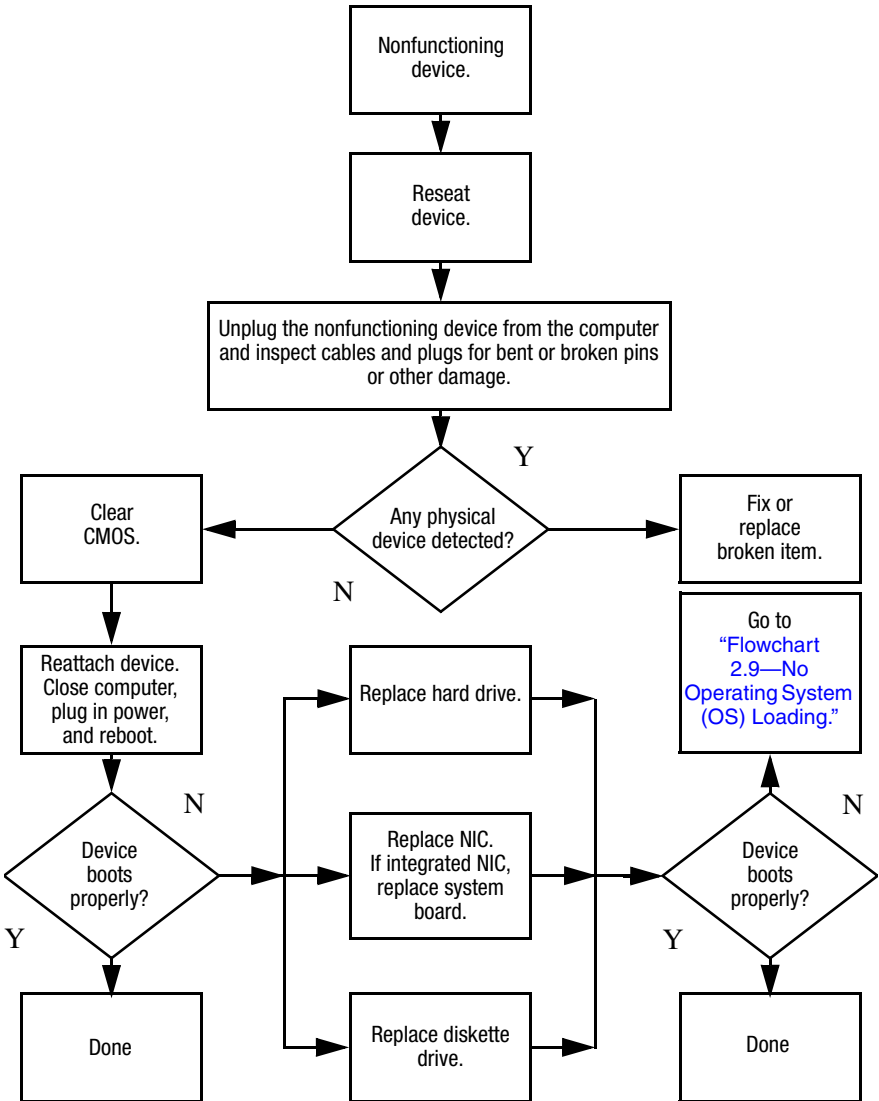 Nonfunctioning
device.
Reseat
device.
Unplug the nonfunctioning device from the computer
and inspect cables and plugs for bent or broken pins
or other damage.
Y
Clear
CMOS.
Any physical
device detected?
Fix or
replace
broken item.
N
Go to
“Flowchart
2.9—No
Operating System
(OS) Loading.”
Reattach device.
Close computer,
plug in power,
and reboot.
Replace hard drive.
N
N
Device
boots
properly?
Replace NIC.
If integrated NIC,
replace system
board.
Device
boots
properly?
Y
Y
Done
Replace diskette
drive.
Done